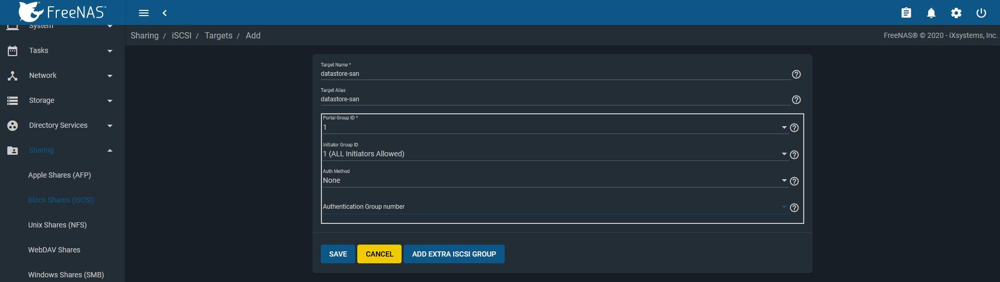 FreeNAS™
System
Tasks
Network
Storage
Directory Services
Sharing
Apple Shares (AFP)
Block Shares (iSCSI)
Unix Shares (NFS)
WebDAV Shares
Windows Shares (SMB)
Sharing / iSCSI / Targets / Add
FreeNAS® © 2020 - iXsystems, Inc.
Target Name *
datastore-san
Target Alias
datastore-san
Portal Group ID *
1
Initiator Group ID
1 (ALL Initiators Allowed)
Auth Method
None
Authentication Group number
SAVE CANCEL ADD EXTRA ISCSI GROUP